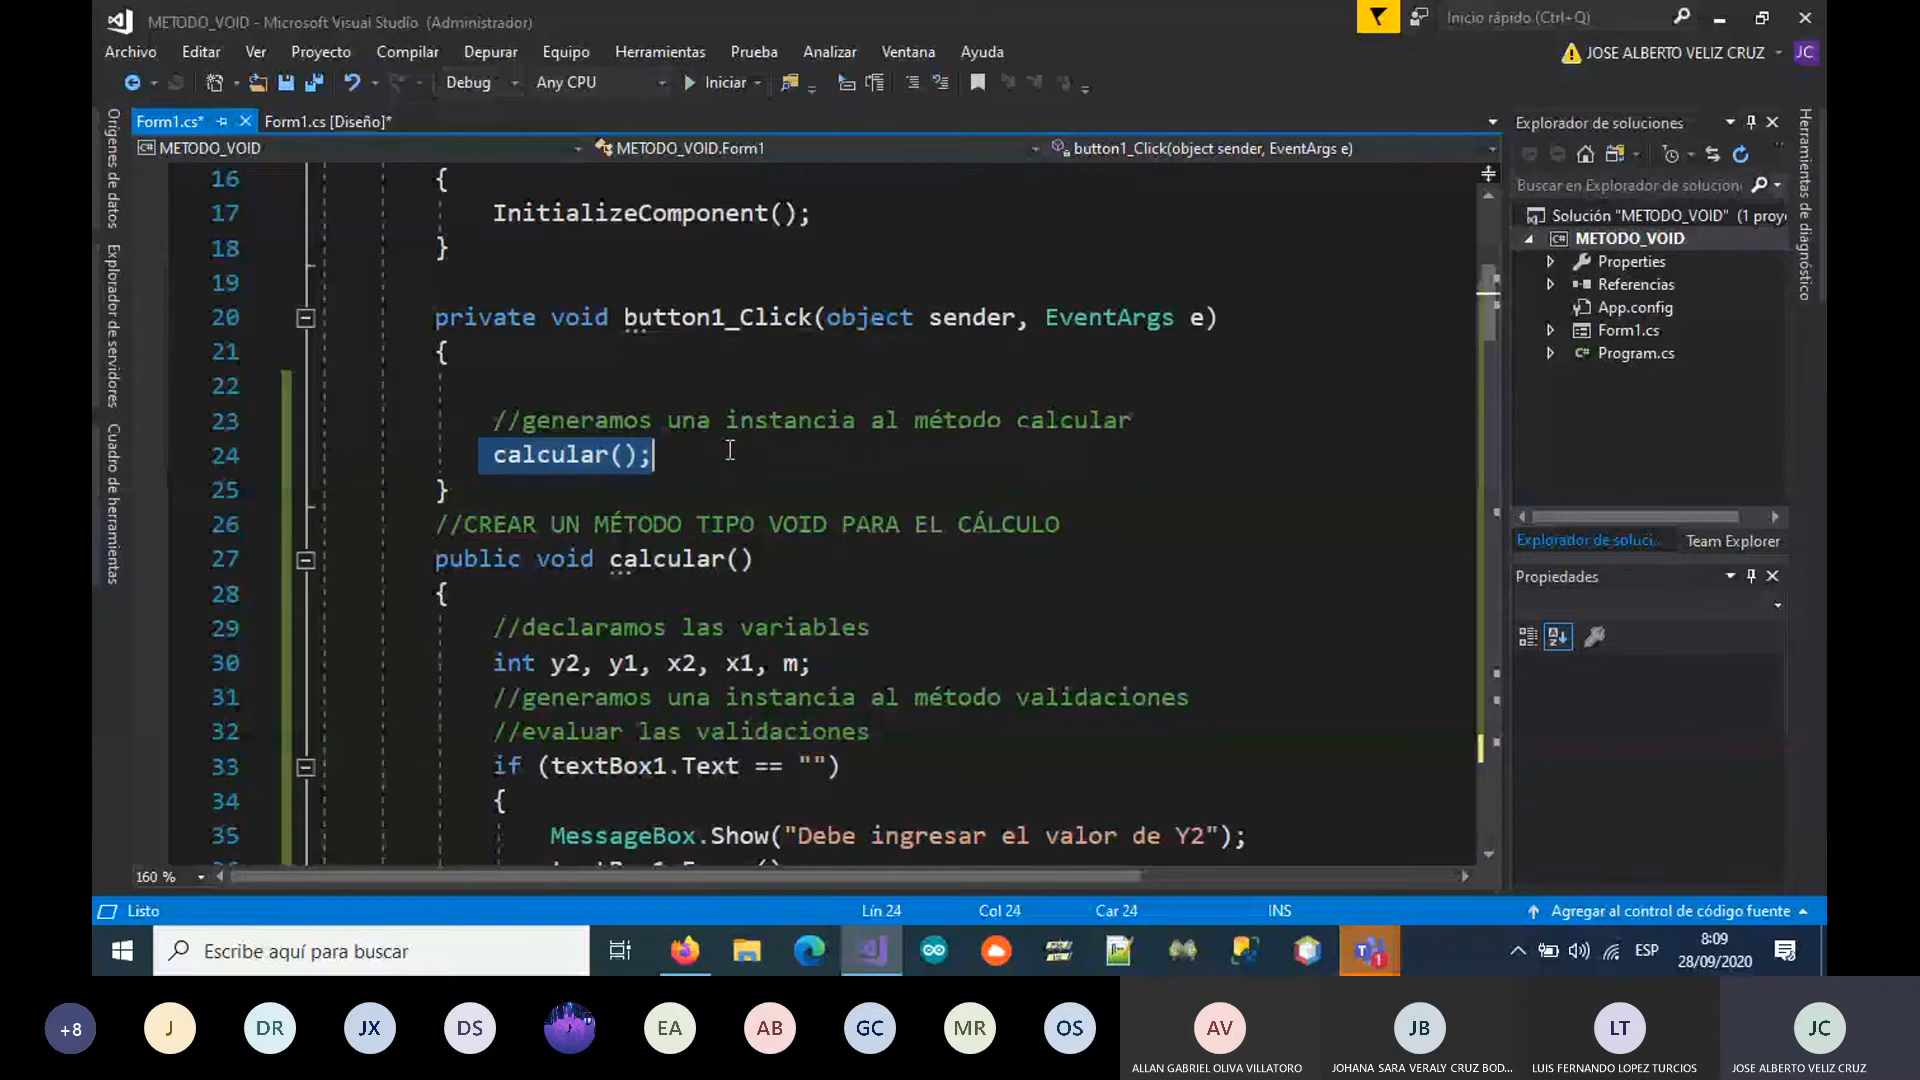 METODO_VOID - Microsoft Visual Studio (Administrador)
Inicio rápido (Ctrl+Q)
Archivo Editar Ver Proyecto Compilar Depurar Equipo Herramientas Prueba Analizar Ventana Ayuda
JOSE ALBERTO VELIZ CRUZ JC
Debug Any CPU Iniciar
Orígenes de datos
Explorador de servidores
Cuadro de herramientas
Form1.cs* Form1.cs [Diseño]*
METODO_VOID METODO_VOID.Form1 button1_Click(object sender, EventArgs e)
16 {
17 InitializeComponent();
18 }
19
20 private void button1_Click(object sender, EventArgs e)
21 {
22
23 //generamos una instancia al método calcular
24 calcular();
25 }
26 //CREAR UN MÉTODO TIPO VOID PARA EL CÁLCULO
27 public void calcular()
28 {
29 //declaramos las variables
30 int y2, y1, x2, x1, m;
31 //generamos una instancia al método validaciones
32 //evaluar las validaciones
33 if (textBox1.Text == "")
34 {
35 MessageBox.Show("Debe ingresar el valor de Y2");
160 %
Explorador de soluciones
Buscar en Explorador de solucion
Solución "METODO_VOID" (1 proye
METODO_VOID
Properties
Referencias
App.config
Form1.cs
Program.cs
Explorador de soluci... Team Explorer
Propiedades
Herramientas de diagnóstico
Listo Lín 24 Col 24 Car 24 INS Agregar al control de código fuente
Escribe aquí para buscar
1
ESP
8:09
28/09/2020
+8 J DR JX DS EA AB GC MR OS AV JB LT JC
ALLAN GABRIEL OLIVA VILLATORO
JOHANA SARA VERALY CRUZ BOD...
LUIS FERNANDO LOPEZ TURCIOS
JOSE ALBERTO VELIZ CRUZ